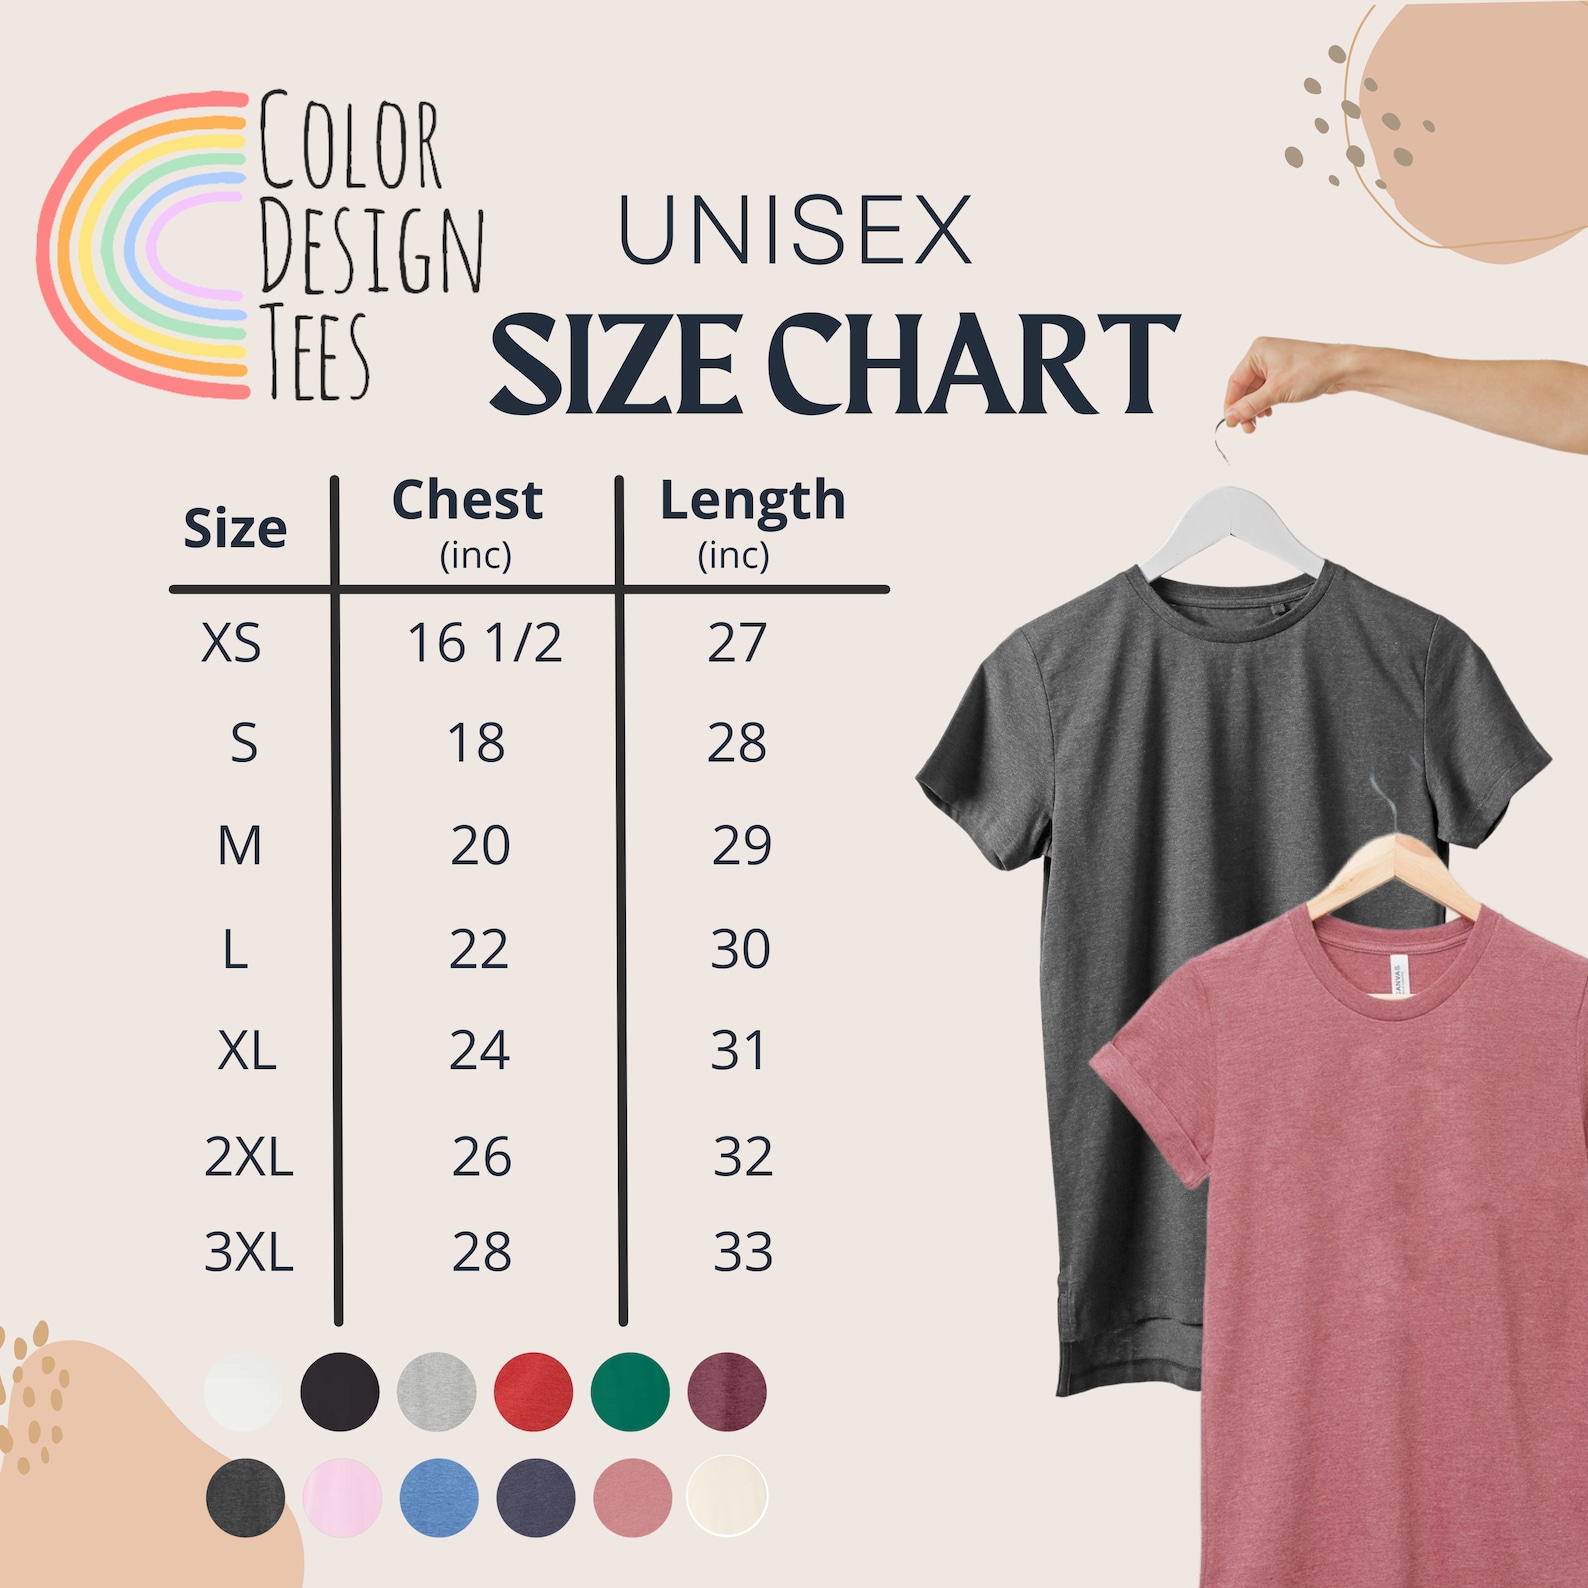 COLOR
DESIGN
TEES
UNISEX
SIZE CHART
Size Chest Length
(inc) (inc)
XS 16 1/2 27
S 18 28
M 20 29
L 22 30
XL 24 31
2XL 26 32
3XL 28 33